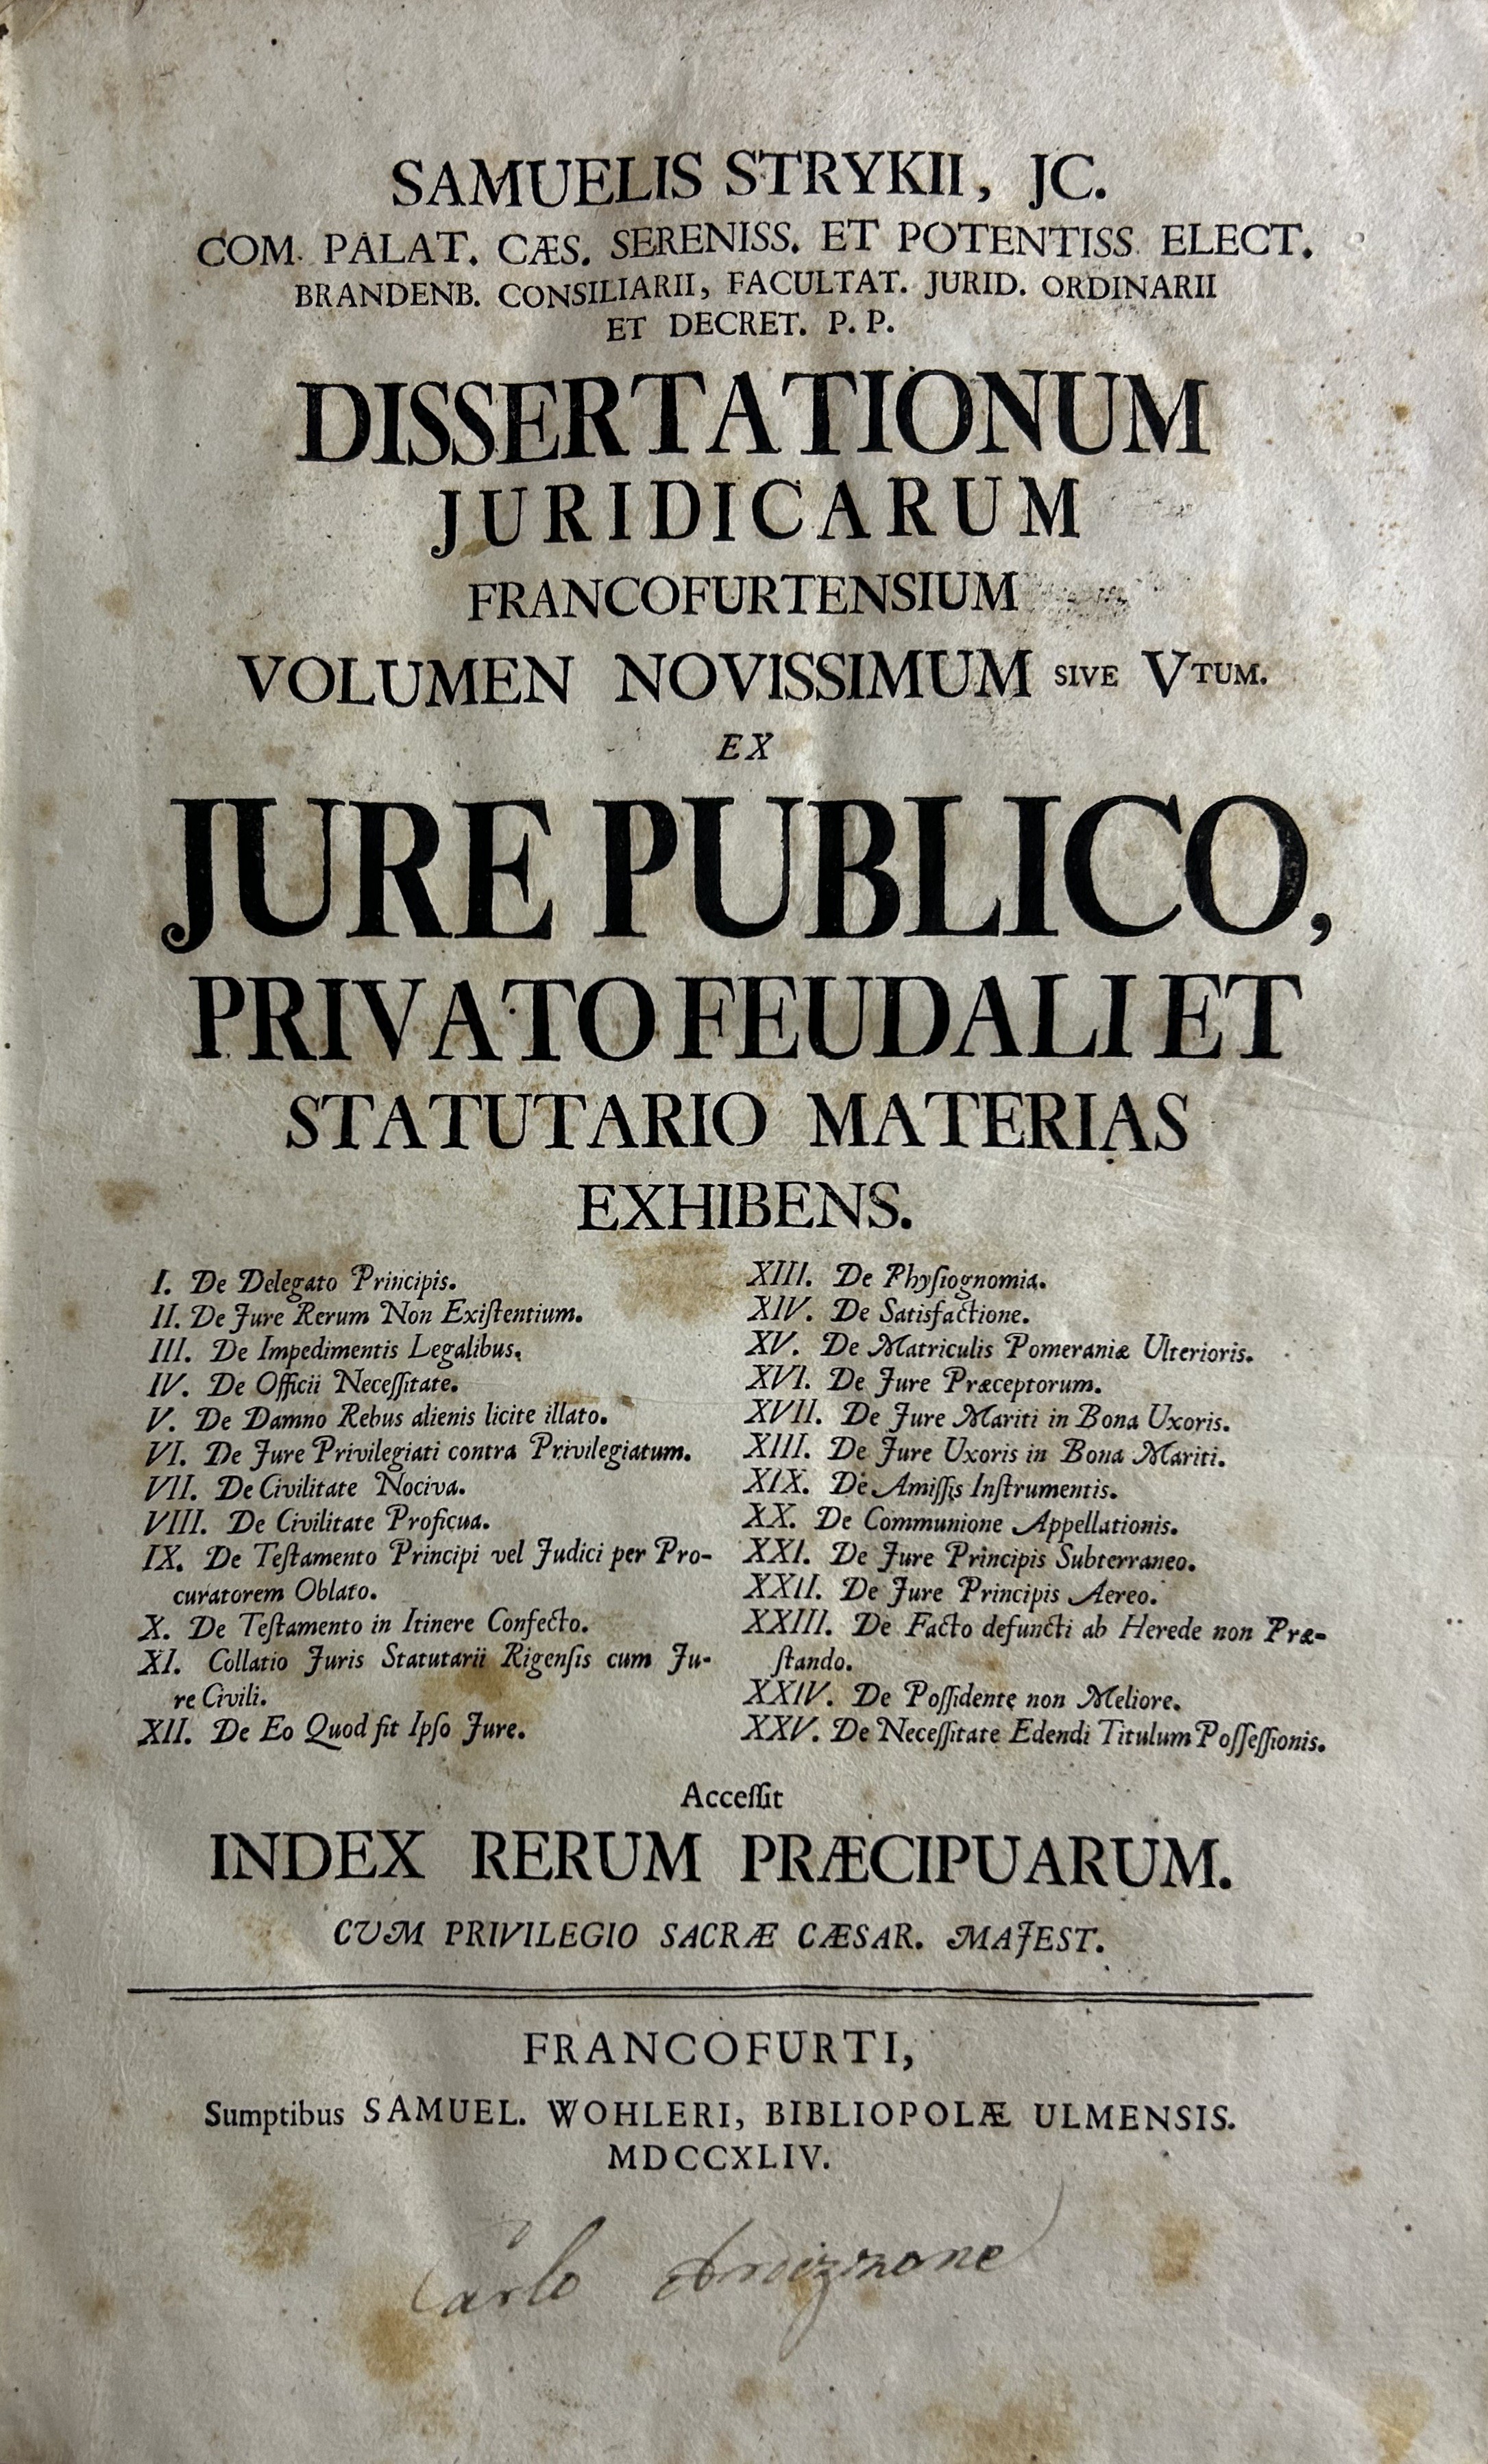 SAMUELIS STRYKII, JC.
COM. PALAT. CÆS. SERENISS. ET POTENTISS. ELECT.
BRANDENB. CONSILIARII, FACULTAT. JURID. ORDINARII
ET DECRET. P. P.
DISSERTATIONUM
JURIDICARUM
FRANCOFURTENSIUM
VOLUMEN NOVISSIMUM SIVE VTUM.
EX
JURE PUBLICO,
PRIVATO FEUDALI ET
STATUTARIO MATERIAS
EXHIBENS.
I. De Delegato Principis.
II. De Jure Rerum Non Exiſtentium.
III. De Impedimentis Legalibus.
IV. De Officii Neceſſitate.
V. De Damno Rebus alienis licite illato.
VI. De Jure Privilegiati contra Privilegiatum.
VII. De Civilitate Nociva.
VIII. De Civilitate Proficua.
IX. De Teſtamento Principi vel Judici per Pro-
curatorem Oblato.
X. De Teſtamento in Itinere Confecto.
XI. Collatio Juris Statutarii Rigenſis cum Ju-
re Civili.
XII. De Eo Quod fit Ipſo Jure.
XIII. De Phyſiognomia.
XIV. De Satisfactione.
XV. De Matriculis Pomeraniæ Ulterioris.
XVI. De Jure Præceptorum.
XVII. De Jure Mariti in Bona Uxoris.
XIII. De Jure Uxoris in Bona Mariti.
XIX. De Amiſſis Inſtrumentis.
XX. De Communione Appellationis.
XXI. De Jure Principis Subterraneo.
XXII. De Jure Principis Aereo.
XXIII. De Facto defuncti ab Herede non Præ-
ſtando.
XXIV. De Poſſidente non Meliore.
XXV. De Neceſſitate Edendi Titulum Poſſeſſionis.
Acceſſit
INDEX RERUM PRÆCIPUARUM.
CUM PRIVILEGIO SACRÆ CÆSAR. MAJEST.
FRANCOFURTI,
Sumptibus SAMUEL. WOHLERI, BIBLIOPOLÆ ULMENSIS.
MDCCXLIV.
Carlo